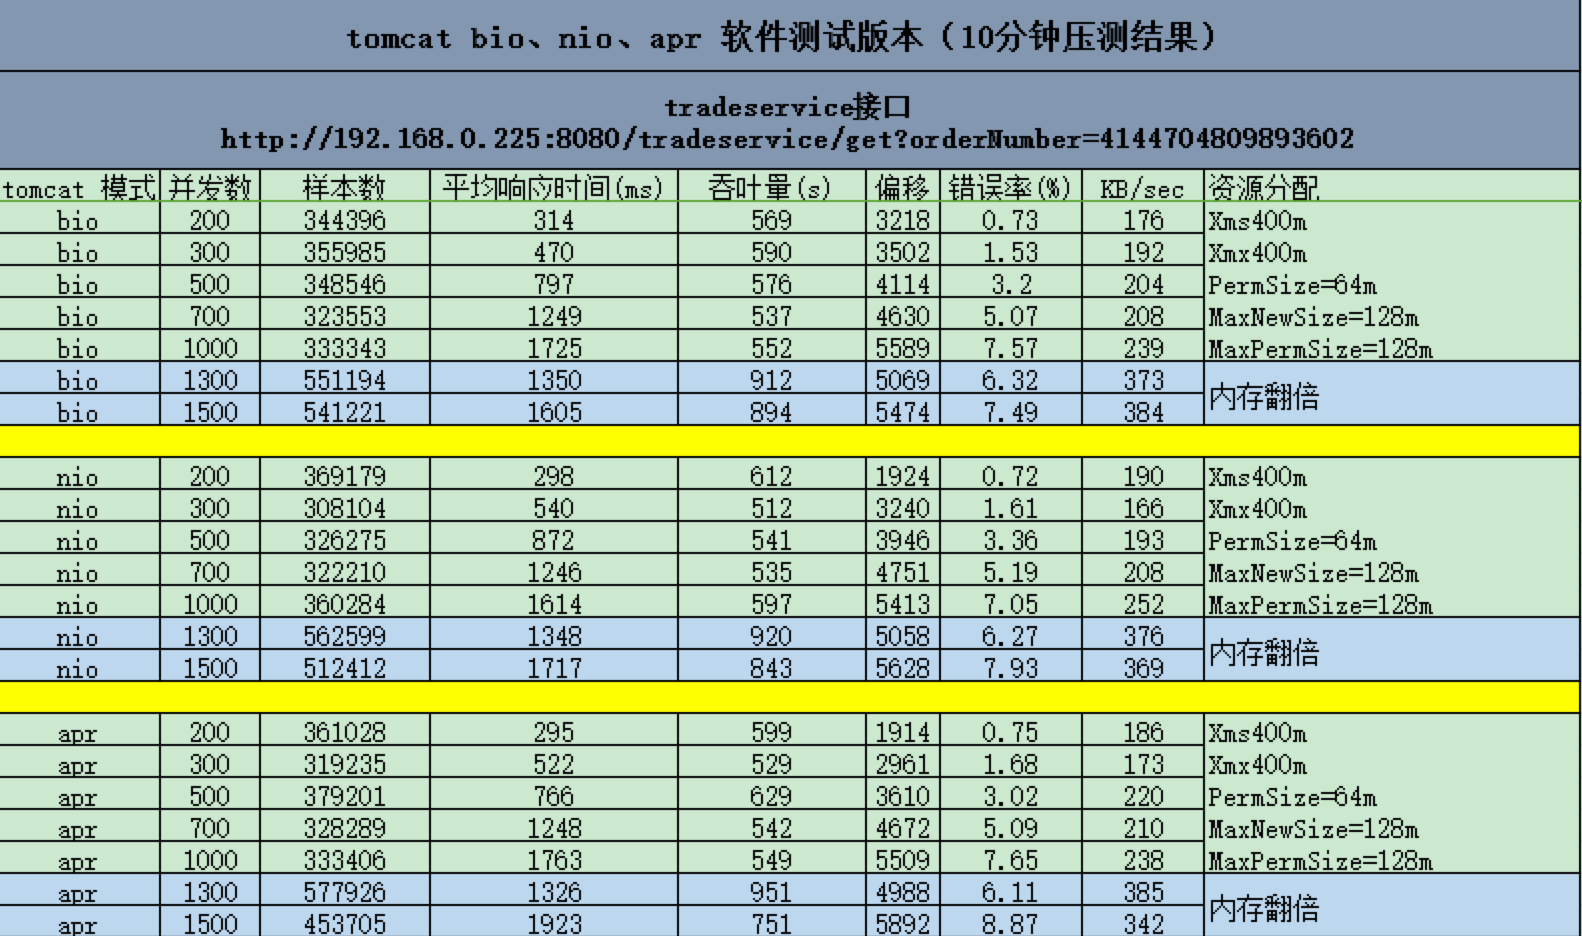 tomcat bio、nio、apr 软件测试版本（10分钟压测结果）
tradeservice接口
http://192.168.0.225:8080/tradeservice/get?orderNumber=4144704809893602
tomcat 模式 并发数 样本数 平均响应时间(ms) 吞吐量(s) 偏移 错误率(%) KB/sec 资源分配
bio 200 344396 314 569 3218 0.73 176 Xms400m
bio 300 355985 470 590 3502 1.53 192 Xmx400m
bio 500 348546 797 576 4114 3.2 204 PermSize=64m
bio 700 323553 1249 537 4630 5.07 208 MaxNewSize=128m
bio 1000 333343 1725 552 5589 7.57 239 MaxPermSize=128m
bio 1300 551194 1350 912 5069 6.32 373 内存翻倍
bio 1500 541221 1605 894 5474 7.49 384
nio 200 369179 298 612 1924 0.72 190 Xms400m
nio 300 308104 540 512 3240 1.61 166 Xmx400m
nio 500 326275 872 541 3946 3.36 193 PermSize=64m
nio 700 322210 1246 535 4751 5.19 208 MaxNewSize=128m
nio 1000 360284 1614 597 5413 7.05 252 MaxPermSize=128m
nio 1300 562599 1348 920 5058 6.27 376 内存翻倍
nio 1500 512412 1717 843 5628 7.93 369
apr 200 361028 295 599 1914 0.75 186 Xms400m
apr 300 319235 522 529 2961 1.68 173 Xmx400m
apr 500 379201 766 629 3610 3.02 220 PermSize=64m
apr 700 328289 1248 542 4672 5.09 210 MaxNewSize=128m
apr 1000 333406 1763 549 5509 7.65 238 MaxPermSize=128m
apr 1300 577926 1326 951 4988 6.11 385 内存翻倍
apr 1500 453705 1923 751 5892 8.87 342